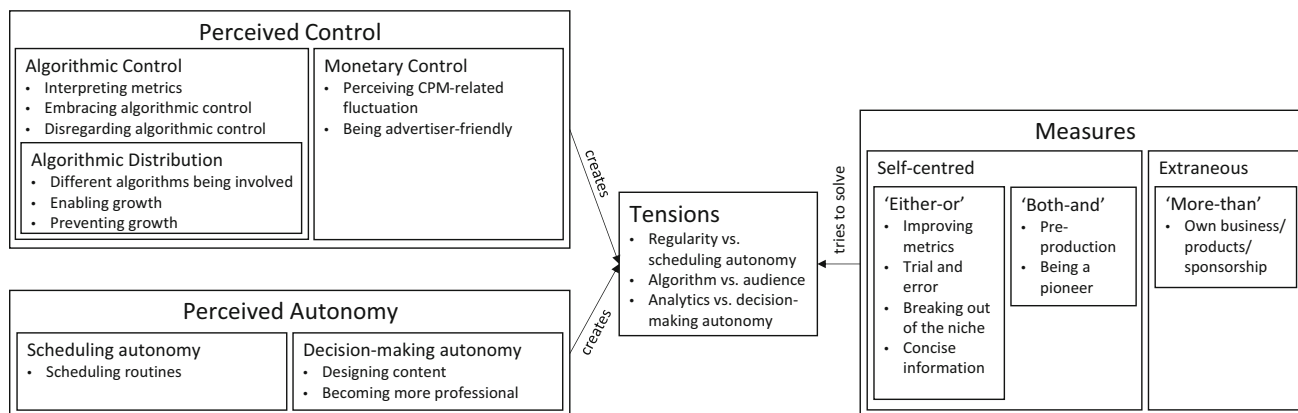 Perceived Control
Algorithmic Control
• Interpreting metrics
• Embracing algorithmic control
• Disregarding algorithmic control
Algorithmic Distribution
• Different algorithms being involved
• Enabling growth
• Preventing growth
Monetary Control
• Perceiving CPM-related
fluctuation
• Being advertiser-friendly
Perceived Autonomy
Scheduling autonomy
• Scheduling routines
Decision-making autonomy
• Designing content
• Becoming more professional
creates
creates
Tensions
• Regularity vs.
scheduling autonomy
• Algorithm vs. audience
• Analytics vs. decision-
making autonomy
tries to solve
Measures
Self-centred
‘Either-or’
• Improving
metrics
• Trial and
error
• Breaking out
of the niche
• Concise
information
‘Both-and’
• Pre-
production
• Being a
pioneer
Extraneous
‘More-than’
• Own business/
products/
sponsorship